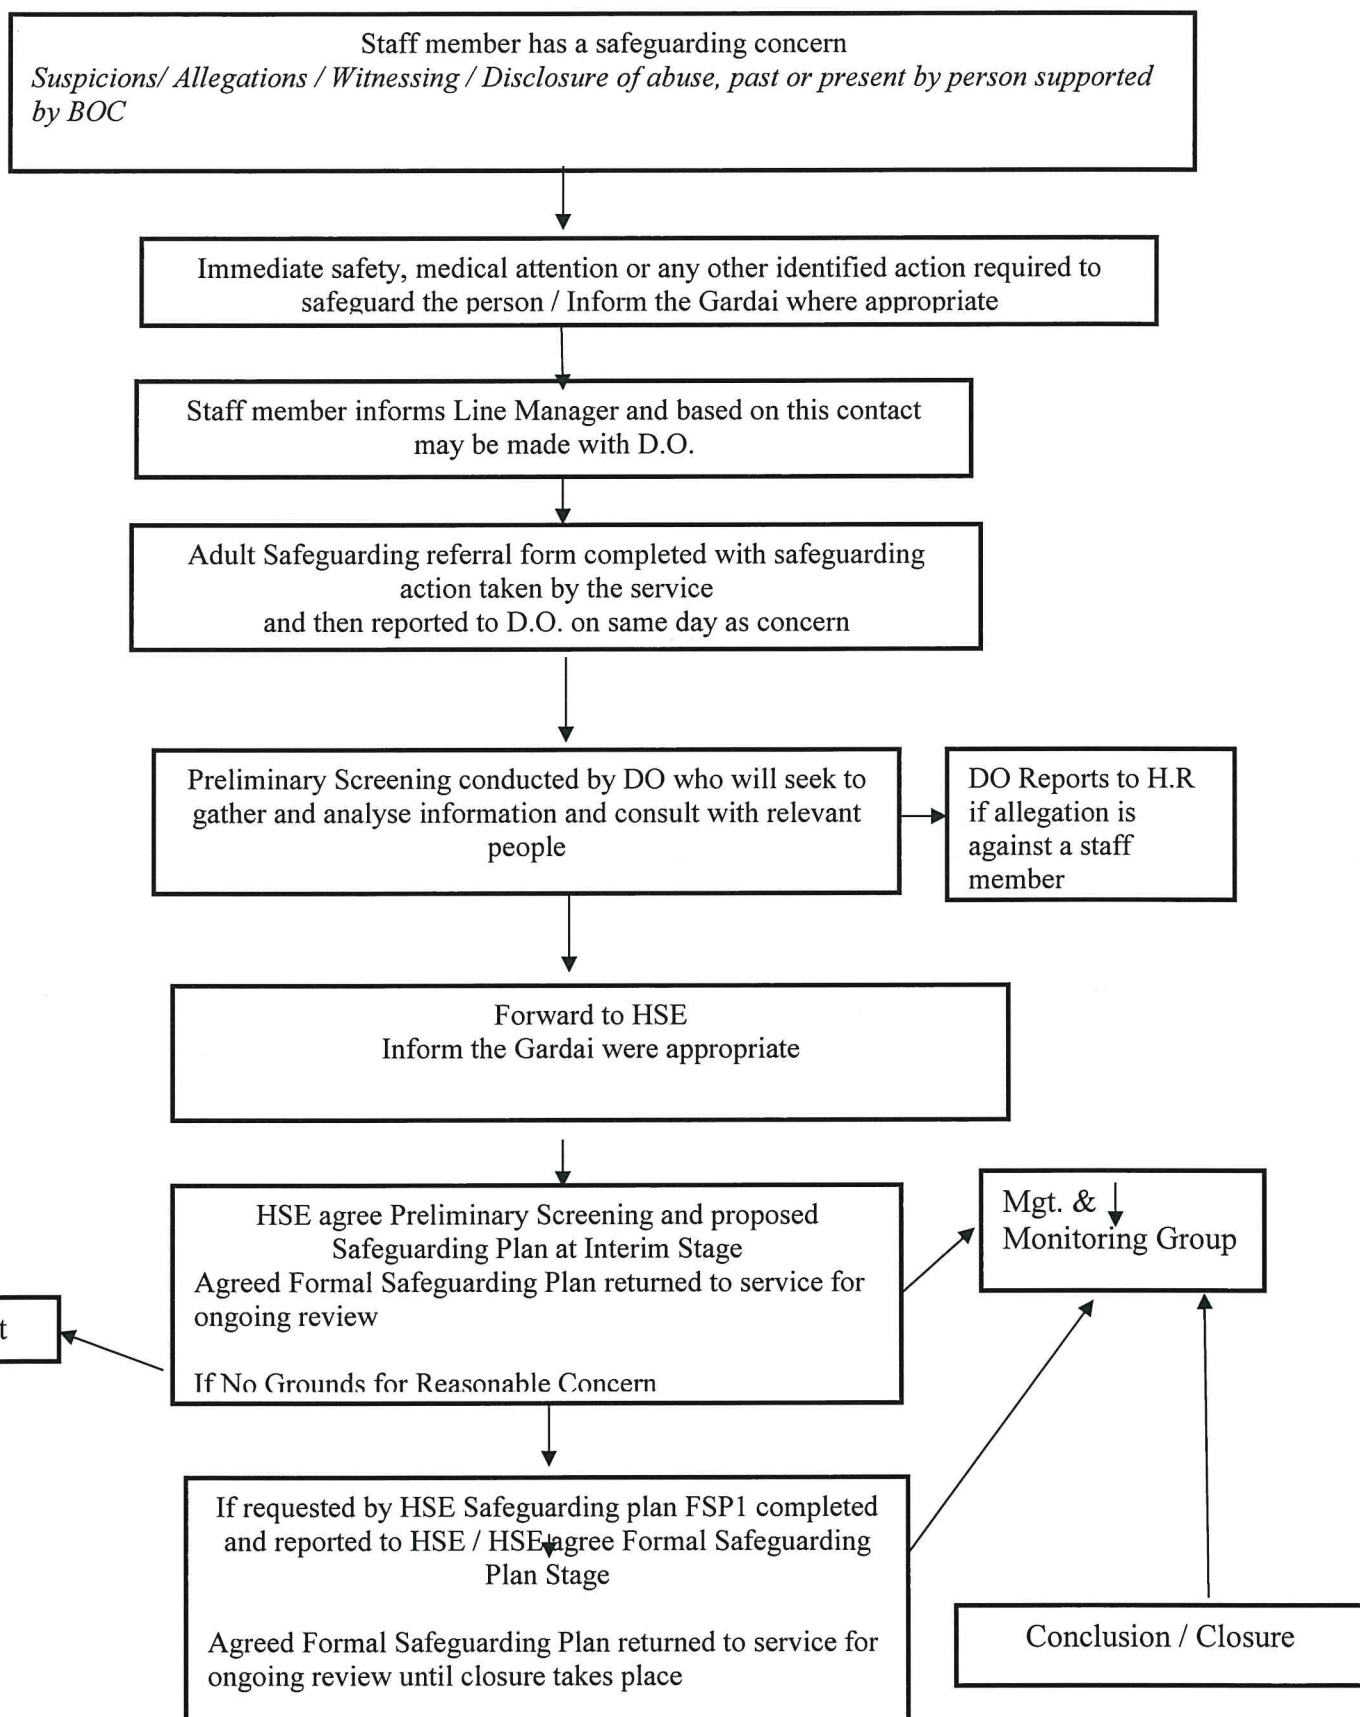 Staff member has a safeguarding concern
Suspicions/ Allegations / Witnessing / Disclosure of abuse, past or present by person supported
by BOC
Immediate safety, medical attention or any other identified action required to
safeguard the person / Inform the Gardai where appropriate
Staff member informs Line Manager and based on this contact
may be made with D.O.
Adult Safeguarding referral form completed with safeguarding
action taken by the service
and then reported to D.O. on same day as concern
Preliminary Screening conducted by DO who will seek to
gather and analyse information and consult with relevant
people
DO Reports to H.R
if allegation is
against a staff
member
Forward to HSE
Inform the Gardai were appropriate
HSE agree Preliminary Screening and proposed
Safeguarding Plan at Interim Stage
Agreed Formal Safeguarding Plan returned to service for
ongoing review
If No Grounds for Reasonable Concern
Mgt. &
Monitoring Group
t
If requested by HSE Safeguarding plan FSP1 completed
and reported to HSE / HSE agree Formal Safeguarding
Plan Stage
Agreed Formal Safeguarding Plan returned to service for
ongoing review until closure takes place
Conclusion / Closure